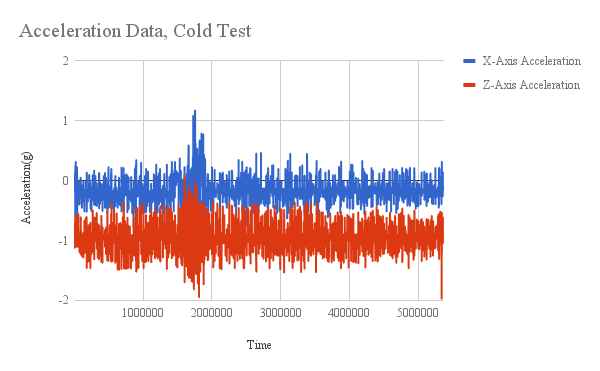 Acceleration Data, Cold Test
X-Axis Acceleration
Z-Axis Acceleration
Acceleration(g)
2
1
0
-1
-2
1000000 2000000 3000000 4000000 5000000
Time